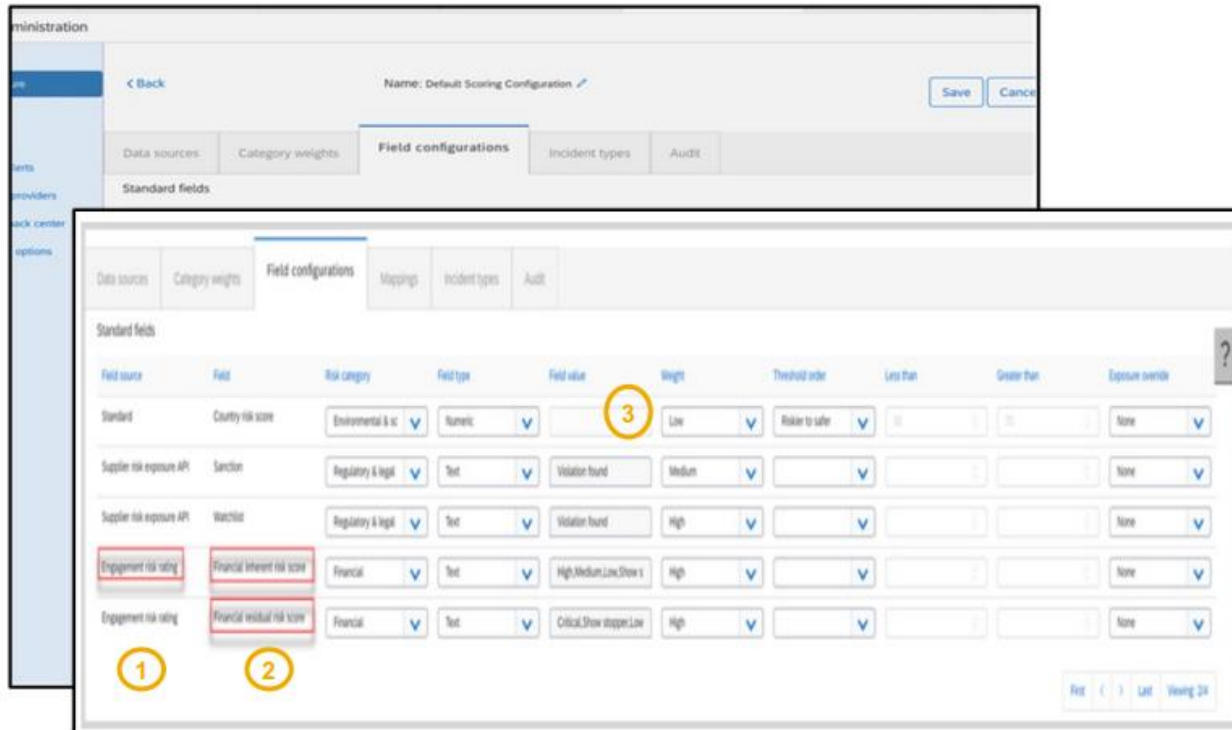 ministration
< Back Name: Default Scoring Configuration Save Cance
Data sources Category weights Field configurations Incident types Audit
lerts
Standard fields
providers
back center
options
Data sources Category weights Field configurations Mappings Incident types Audit
Standard fields
?
Field source Field Risk category Field type Field value Weight Threshold order Less than Greater than Exposure override
Standard Country risk score Environmental & sc Numeric 3 Low Riskier to safer None
Supplier risk exposure API Sanction Regulatory & legal Text Violation found Medium None
Supplier risk exposure API Watchlist Regulatory & legal Text Violation found High None
Engagement risk rating Financial inherent risk score Financial Text High,Medium,Low,Show s High None
Engagement risk rating Financial residual risk score Financial Text Critical,Show stopper,Low High None
1 2
First < > Last Viewing